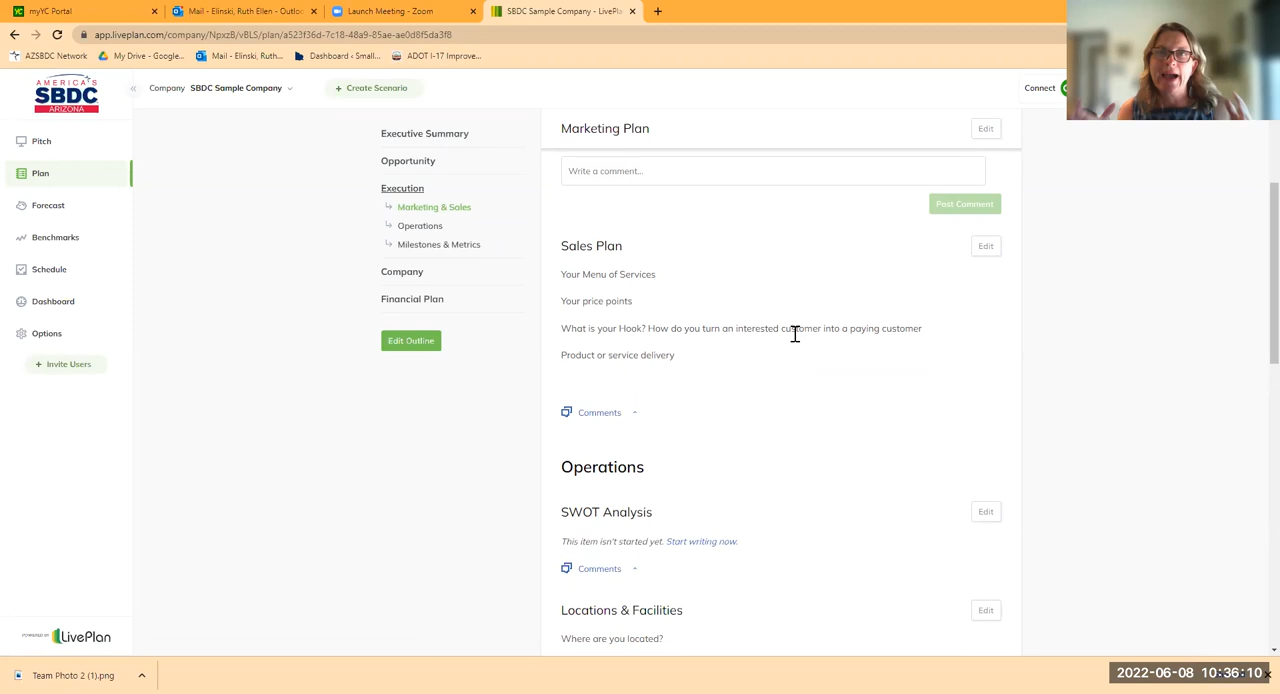 myYC Portal
Mail - Elinski, Ruth Ellen - Outloo
Launch Meeting - Zoom
SBDC Sample Company - LivePla
app.liveplan.com/company/NpxzB/vBLS/plan/a523f36d-7c18-48a9-85ae-ae0d8f5da3f8
AZSBDC Network
My Drive - Google...
Mail - Elinski, Ruth...
Dashboard ‹ Small...
ADOT I-17 Improve...
AMERICA'S
SBDC
ARIZONA
Company SBDC Sample Company
+ Create Scenario
Connect
Pitch
Plan
Forecast
Benchmarks
Schedule
Dashboard
Options
+ Invite Users
POWERED BY LivePlan
Executive Summary
Opportunity
Execution
Marketing & Sales
Operations
Milestones & Metrics
Company
Financial Plan
Edit Outline
Marketing Plan
Edit
Write a comment...
Post Comment
Sales Plan
Edit
Your Menu of Services
Your price points
What is your Hook? How do you turn an interested customer into a paying customer
Product or service delivery
Comments
Operations
SWOT Analysis
Edit
This item isn't started yet. Start writing now.
Comments
Locations & Facilities
Edit
Where are you located?
Team Photo 2 (1).png
2022-06-08 10:36:10